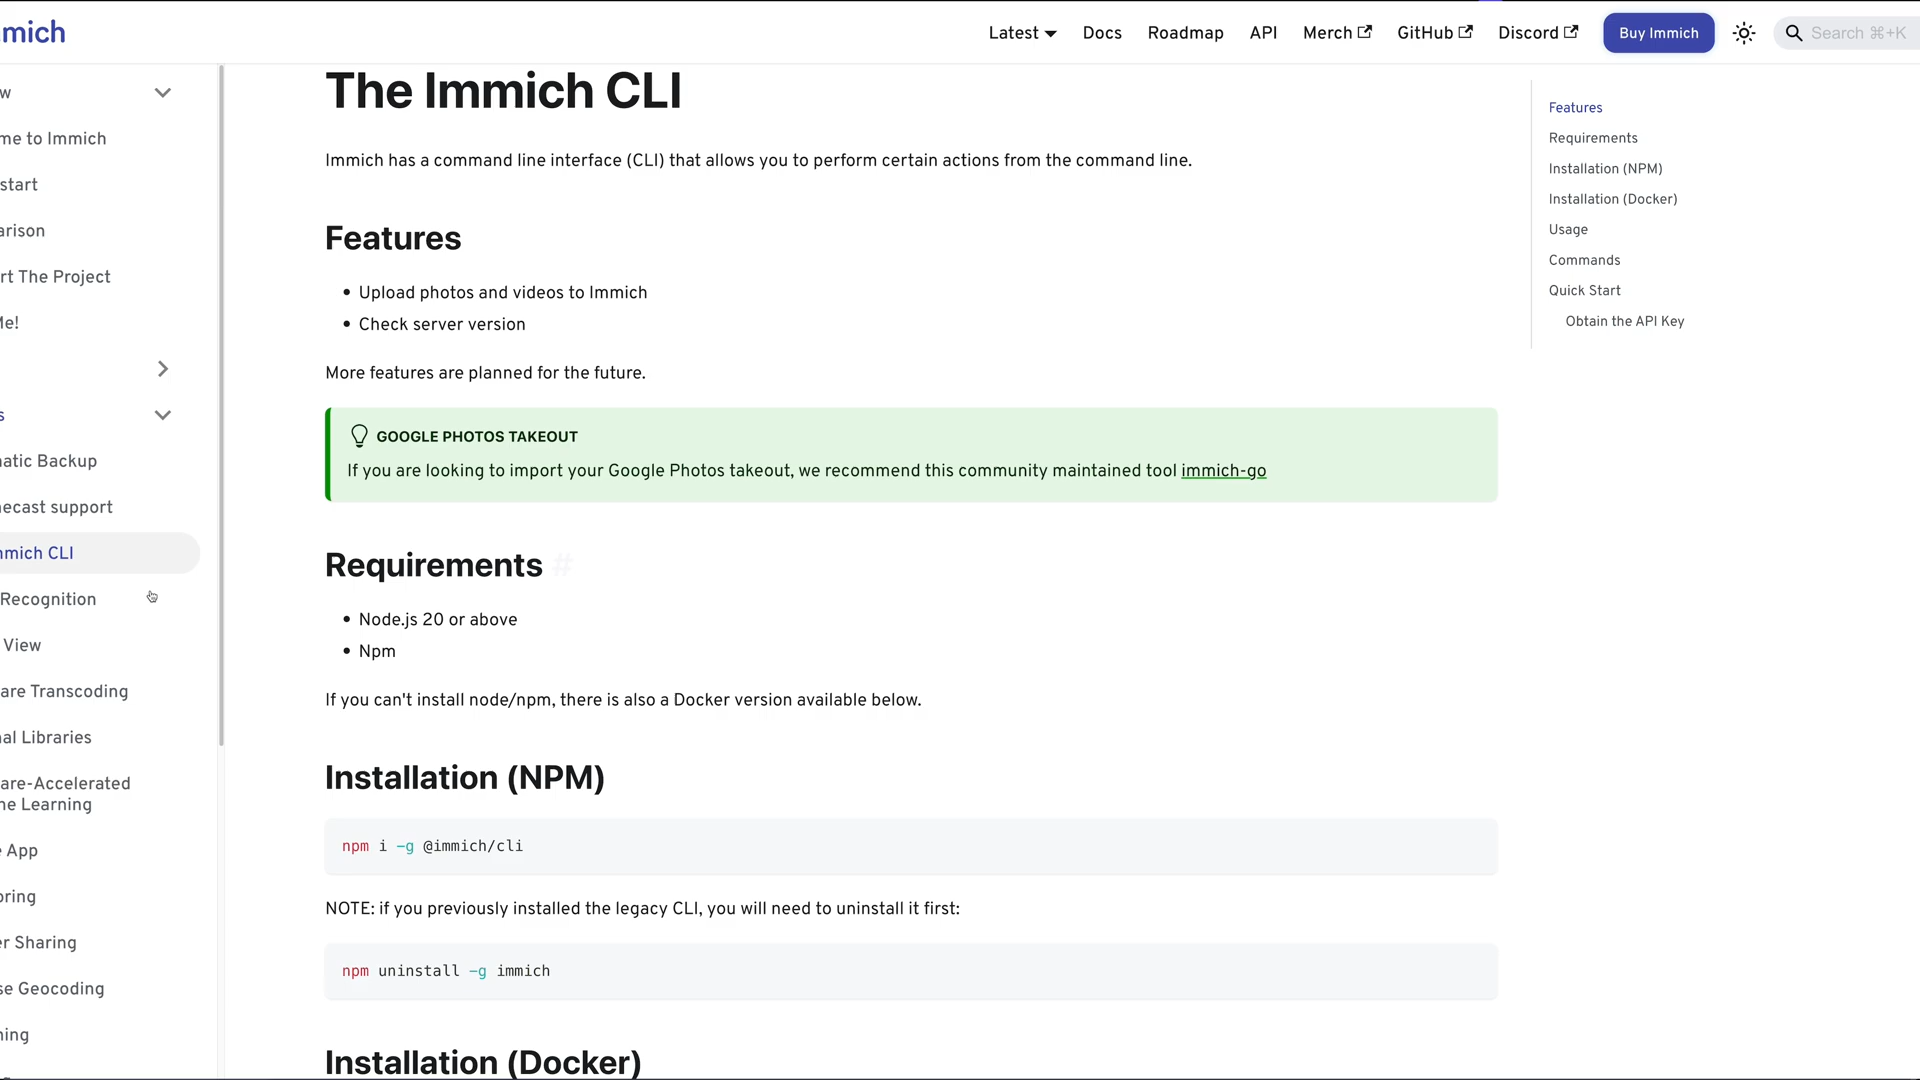 mich
Latest
Docs
Roadmap
API
Merch
GitHub
Discord
Buy Immich
Search ⌘+K
w
me to Immich
start
arison
rt The Project
Me!
s
atic Backup
ecast support
mich CLI
Recognition
View
are Transcoding
al Libraries
are-Accelerated
ne Learning
App
oring
er Sharing
se Geocoding
ning
The Immich CLI
Immich has a command line interface (CLI) that allows you to perform certain actions from the command line.
Features
• Upload photos and videos to Immich
• Check server version
More features are planned for the future.
GOOGLE PHOTOS TAKEOUT
If you are looking to import your Google Photos takeout, we recommend this community maintained tool immich-go
Requirements #
• Node.js 20 or above
• Npm
If you can't install node/npm, there is also a Docker version available below.
Installation (NPM)
npm i -g @immich/cli
NOTE: if you previously installed the legacy CLI, you will need to uninstall it first:
npm uninstall -g immich
Installation (Docker)
Features
Requirements
Installation (NPM)
Installation (Docker)
Usage
Commands
Quick Start
Obtain the API Key